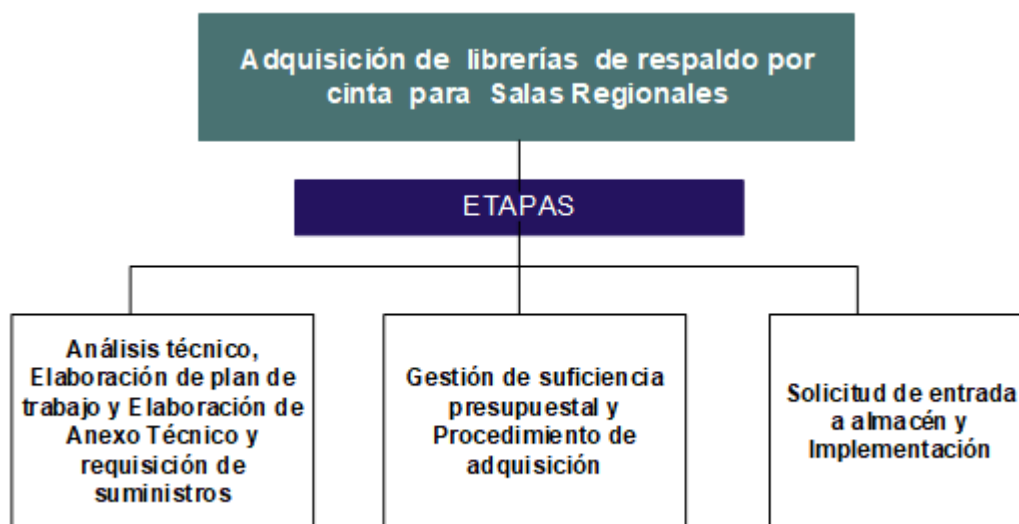 Adquisición de librerías de respaldo por
cinta para Salas Regionales
ETAPAS
Análisis técnico,
Elaboración de plan de
trabajo y Elaboración de
Anexo Técnico y
requisición de
suministros
Gestión de suficiencia
presupuestal y
Procedimiento de
adquisición
Solicitud de entrada
a almacén y
Implementación